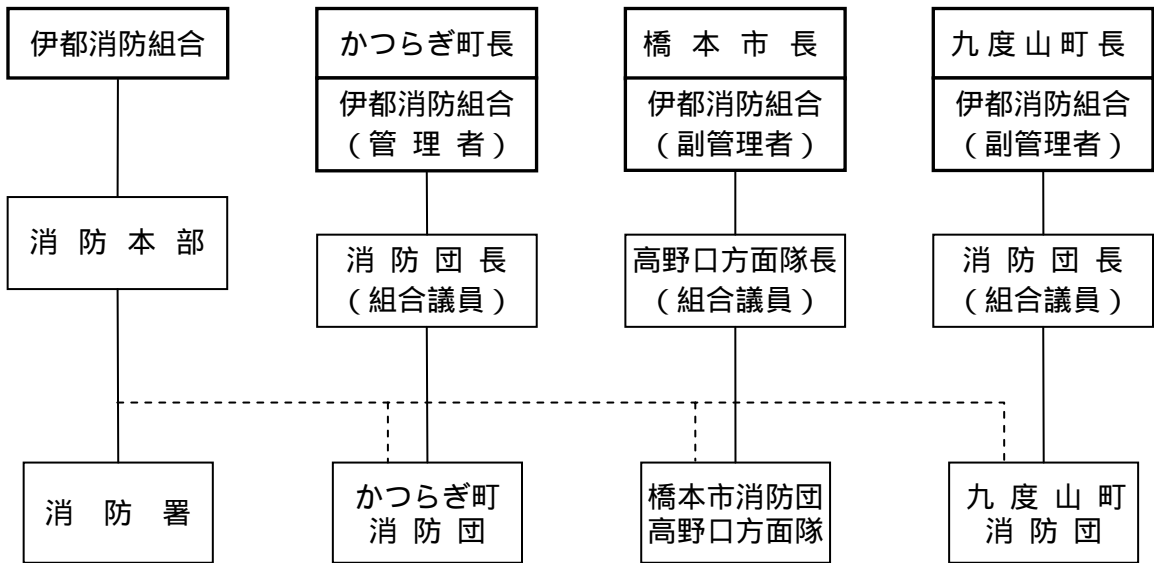 伊都消防組合
かつらぎ町長
橋本市長
九度山町長
伊都消防組合
(管理者)
伊都消防組合
(副管理者)
伊都消防組合
(副管理者)
消防本部
消防団長
(組合議員)
高野口方面隊長
(組合議員)
消防団長
(組合議員)
消防署
かつらぎ町
消防団
橋本市消防団
高野口方面隊
九度山町
消防団